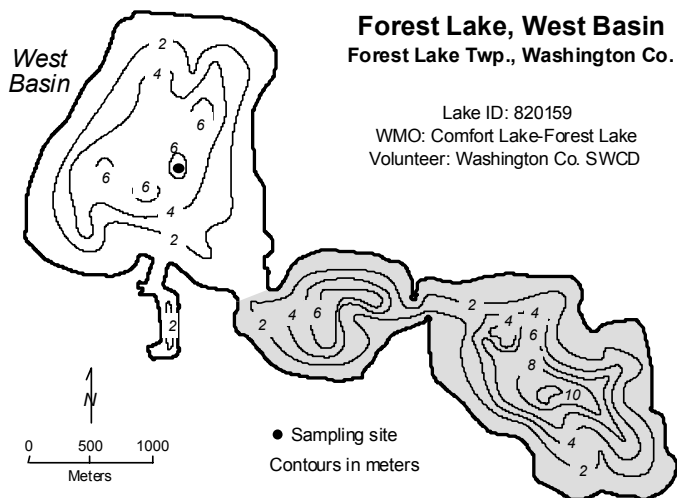 Forest Lake, West Basin
Forest Lake Twp., Washington Co.
Lake ID: 820159
WMO: Comfort Lake-Forest Lake
Volunteer: Washington Co. SWCD
West
Basin
2
4
6
6
6
6
4
2
2
2
4
6
2
4
4
6
8
10
4
2
N
0 500 1000
Meters
Sampling site
Contours in meters